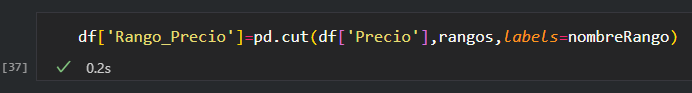 df['Rango_Precio']=pd.cut(df['Precio'],rangos,labels=nombreRango)
[37]
✓ 0.2s